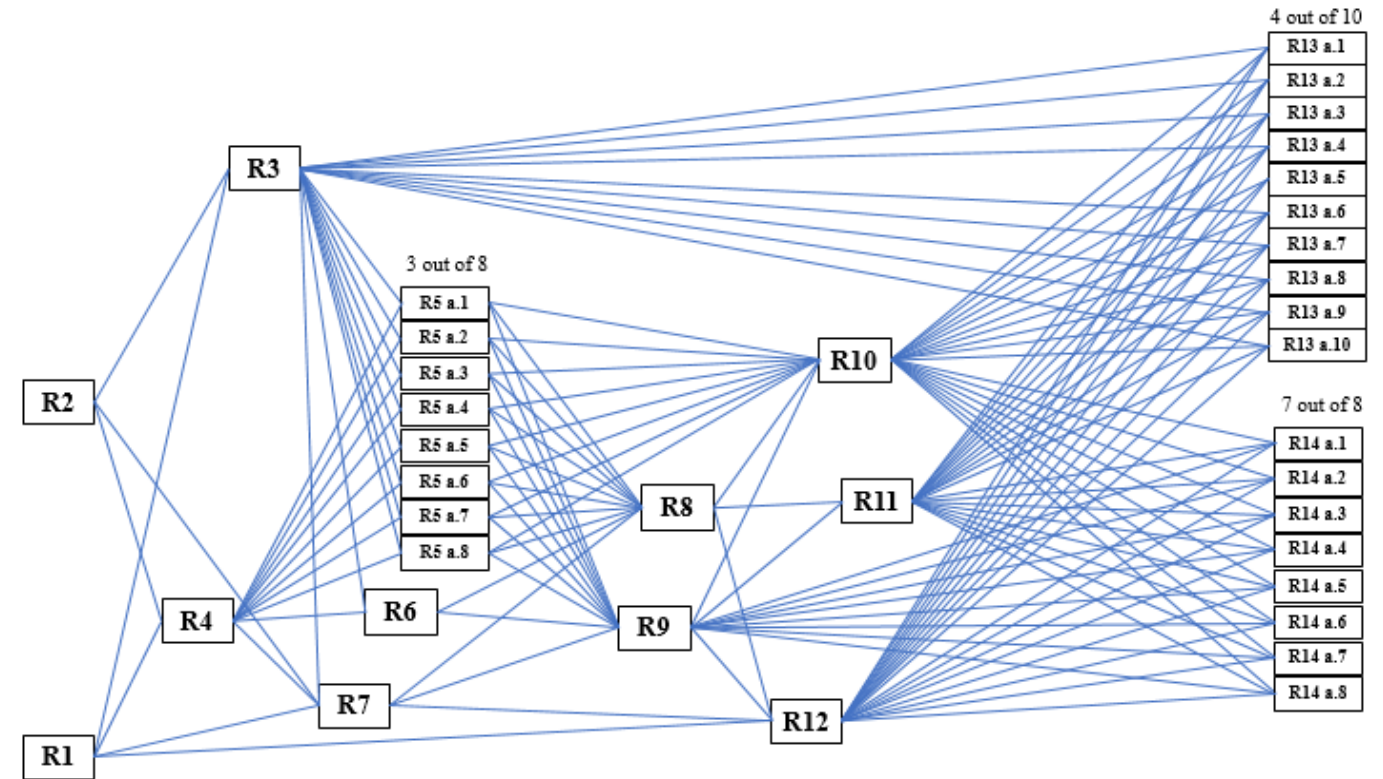 4 out of 10
R13 a.1
R13 a.2
R13 a.3
R13 a.4
R13 a.5
R13 a.6
R13 a.7
R13 a.8
R13 a.9
R13 a.10
R3
3 out of 8
R5 a.1
R5 a.2
R5 a.3
R5 a.4
R5 a.5
R5 a.6
R5 a.7
R5 a.8
R10
R2
7 out of 8
R14 a.1
R14 a.2
R14 a.3
R14 a.4
R14 a.5
R14 a.6
R14 a.7
R14 a.8
R8
R11
R4
R6
R9
R7
R12
R1